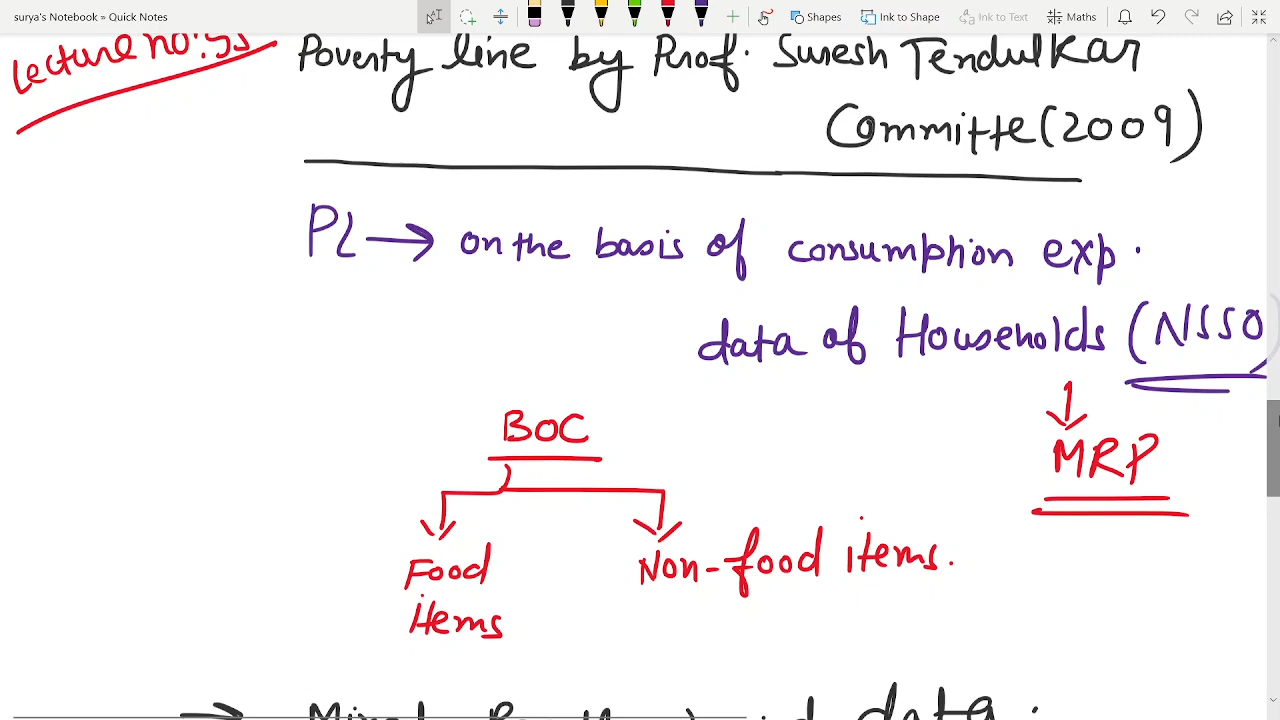 surya's Notebook » Quick Notes
Shapes
Ink to Shape
Ink to Text
Maths
Lecture no:
Poverty line by Prof. Suresh Tendulkar
Committe(2009)
PL → on the basis of consumption exp.
data of Households (NSSO)
MRP
BOC
Food
items
Non-food items.
data